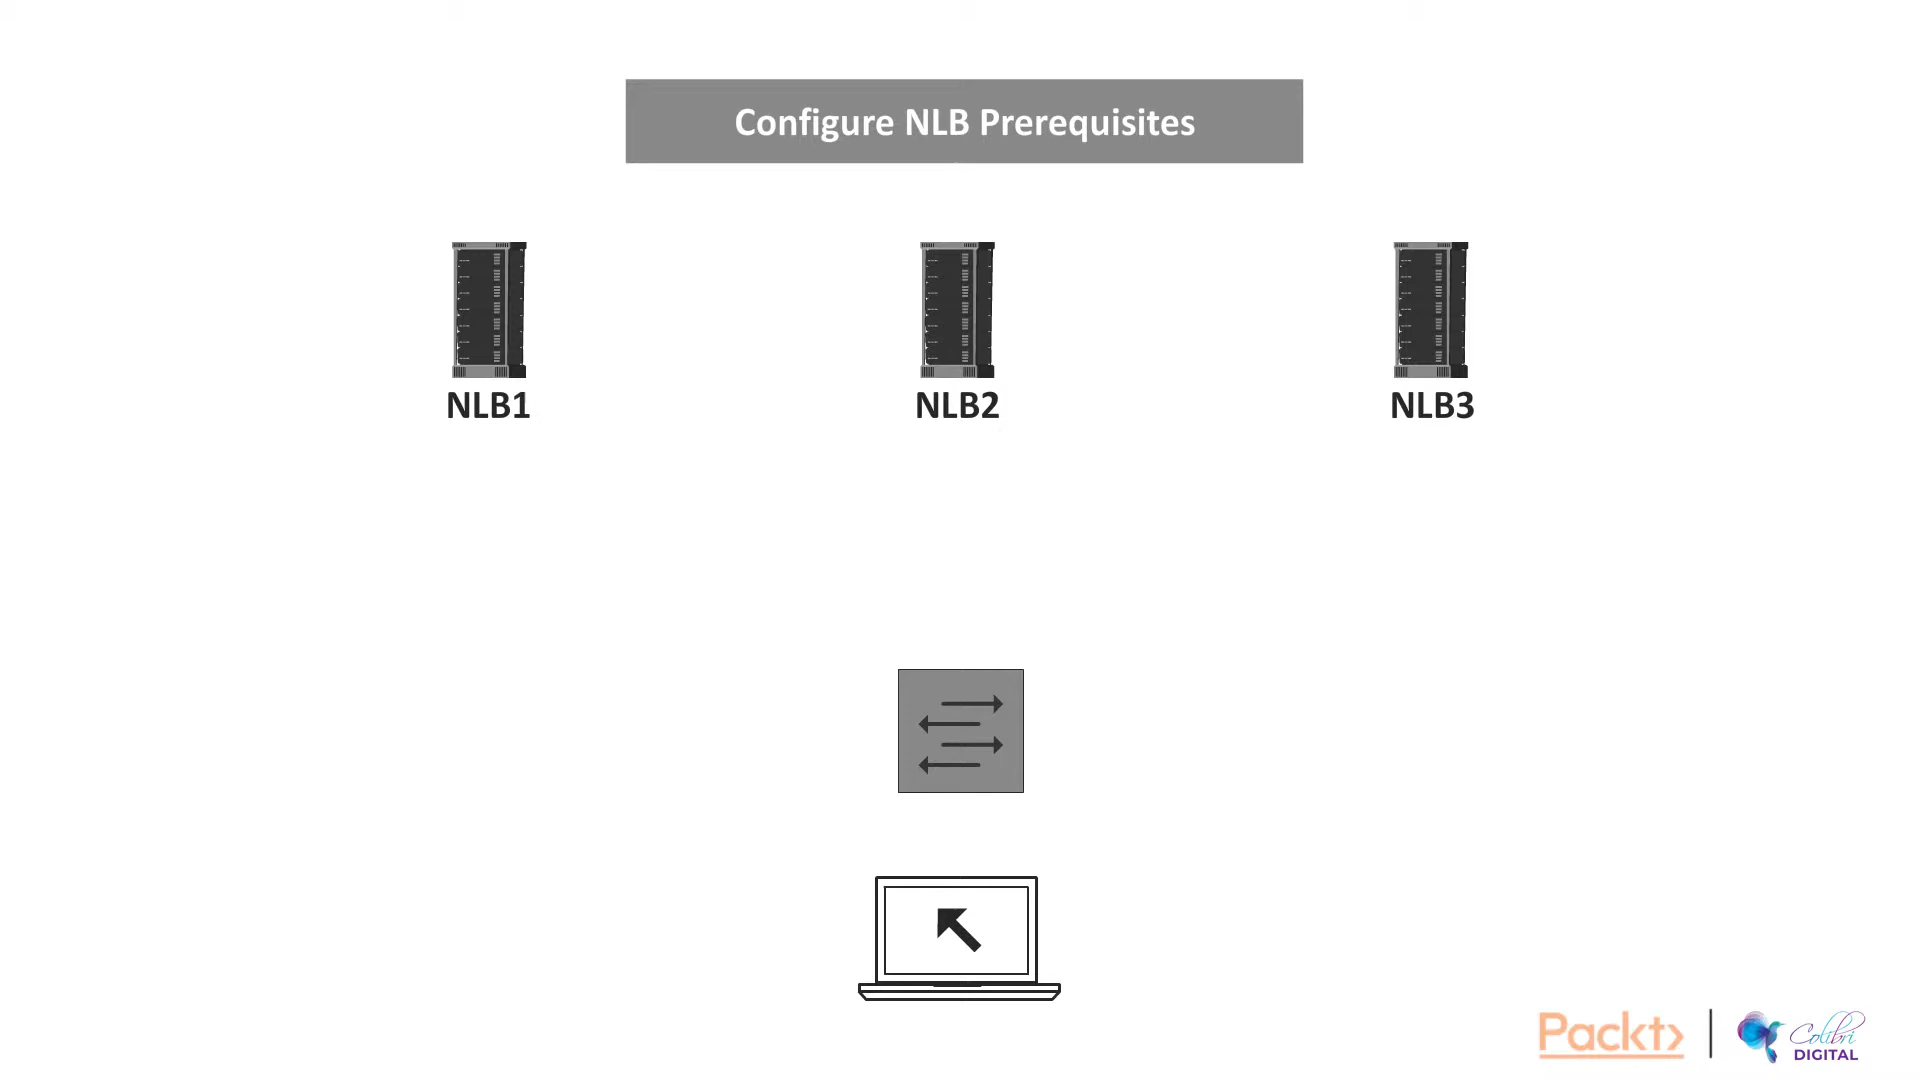 Configure NLB Prerequisites
NLB1
NLB2
NLB3
Packt
Colibri
DIGITAL